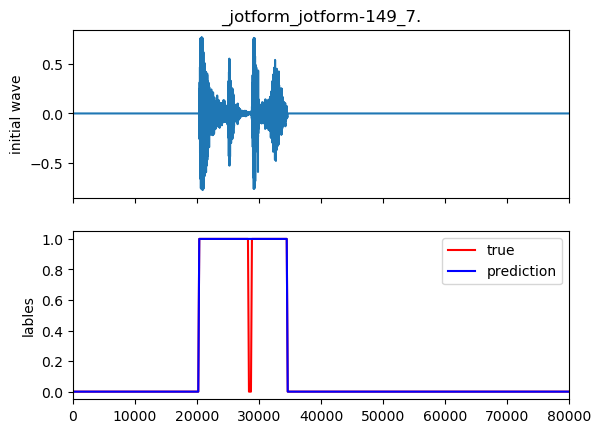 _jotform_jotform-149_7.
initial wave
0.5
0.0
−0.5
lables
1.0
0.8
0.6
0.4
0.2
0.0
true
prediction
0 10000 20000 30000 40000 50000 60000 70000 80000